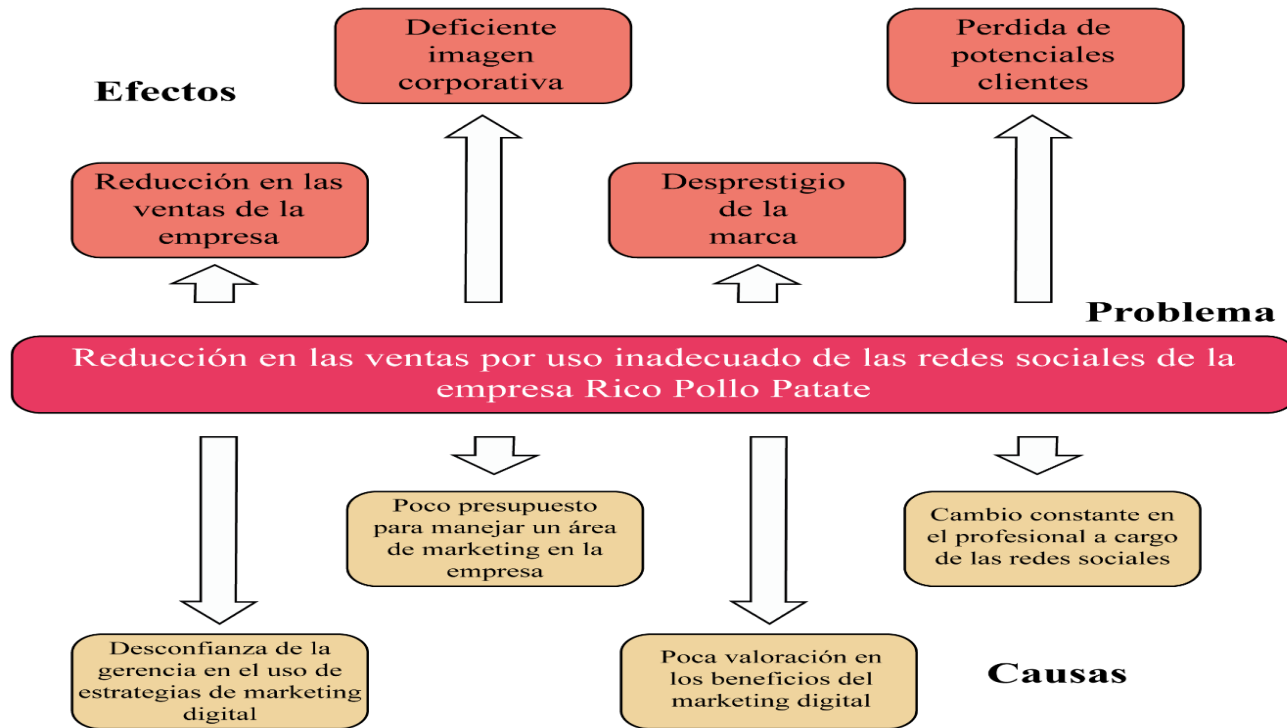 Deficiente
imagen
corporativa
Perdida de
potenciales
clientes
Efectos
Reducción en las
ventas de la
empresa
Desprestigio
de la
marca
Problema
Reducción en las ventas por uso inadecuado de las redes sociales de la
empresa Rico Pollo Patate
Poco presupuesto
para manejar un área
de marketing en la
empresa
Cambio constante en
el profesional a cargo
de las redes sociales
Desconfianza de la
gerencia en el uso de
estrategias de marketing
digital
Poca valoración en
los beneficios del
marketing digital
Causas